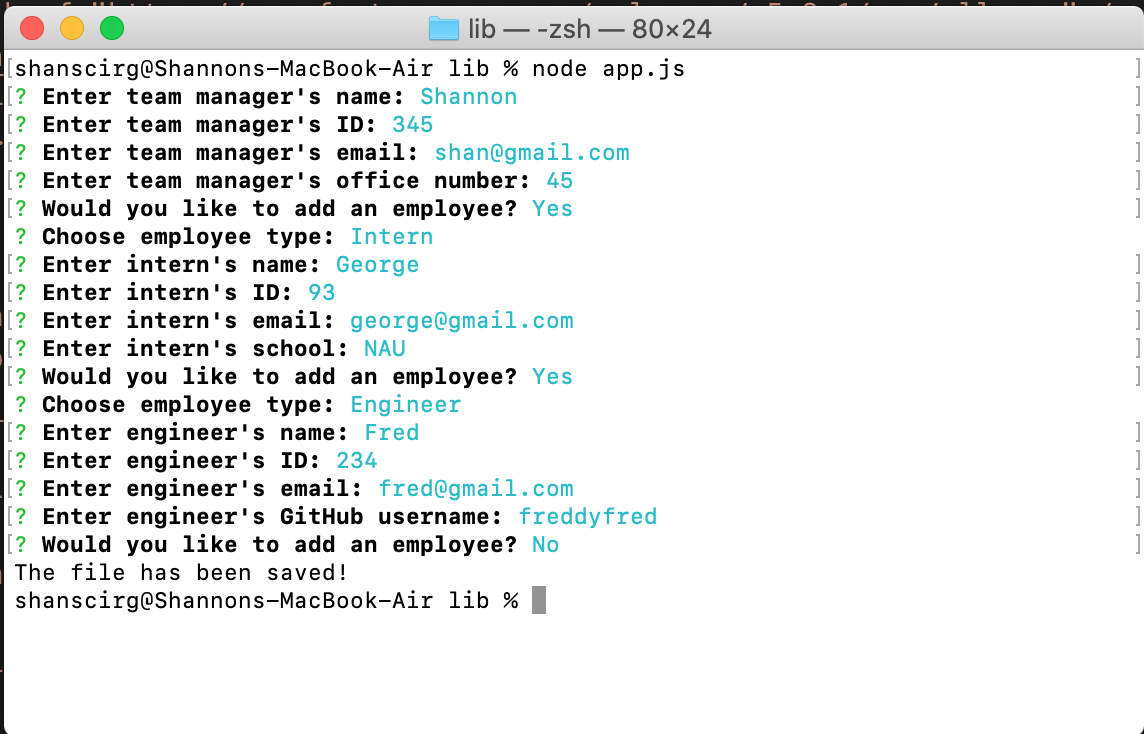 lib — -zsh — 80×24
shanscirg@Shannons-MacBook-Air lib % node app.js
? Enter team manager's name: Shannon
? Enter team manager's ID: 345
? Enter team manager's email: shan@gmail.com
? Enter team manager's office number: 45
? Would you like to add an employee? Yes
? Choose employee type: Intern
? Enter intern's name: George
? Enter intern's ID: 93
? Enter intern's email: george@gmail.com
? Enter intern's school: NAU
? Would you like to add an employee? Yes
? Choose employee type: Engineer
? Enter engineer's name: Fred
? Enter engineer's ID: 234
? Enter engineer's email: fred@gmail.com
? Enter engineer's GitHub username: freddyfred
? Would you like to add an employee? No
The file has been saved!
shanscirg@Shannons-MacBook-Air lib %